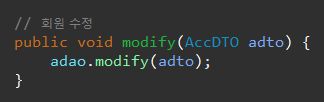 // 회원 수정
public void modify(AccDTO adto) {
    adao.modify(adto);
}